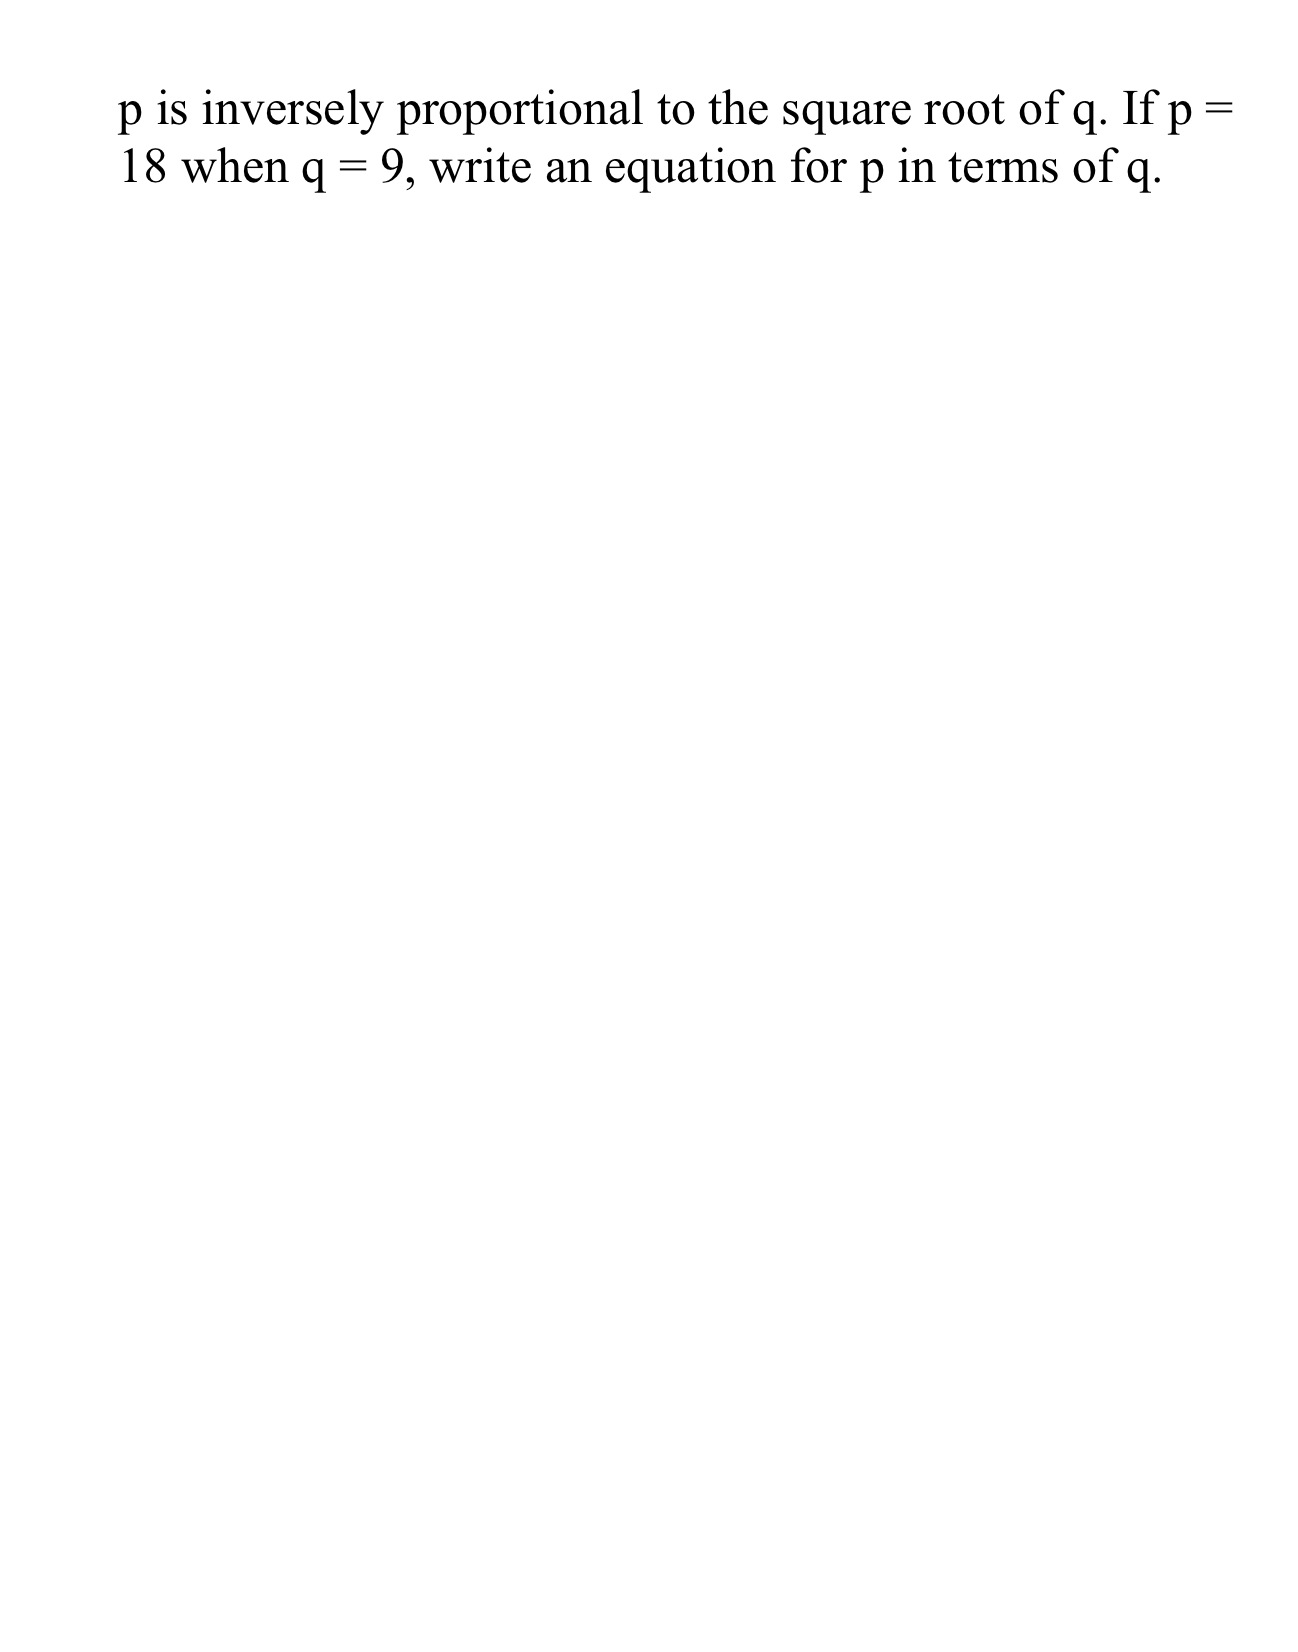 p is inversely proportional to the square root of q. If p =
18 when q = 9, write an equation for p in terms of q.